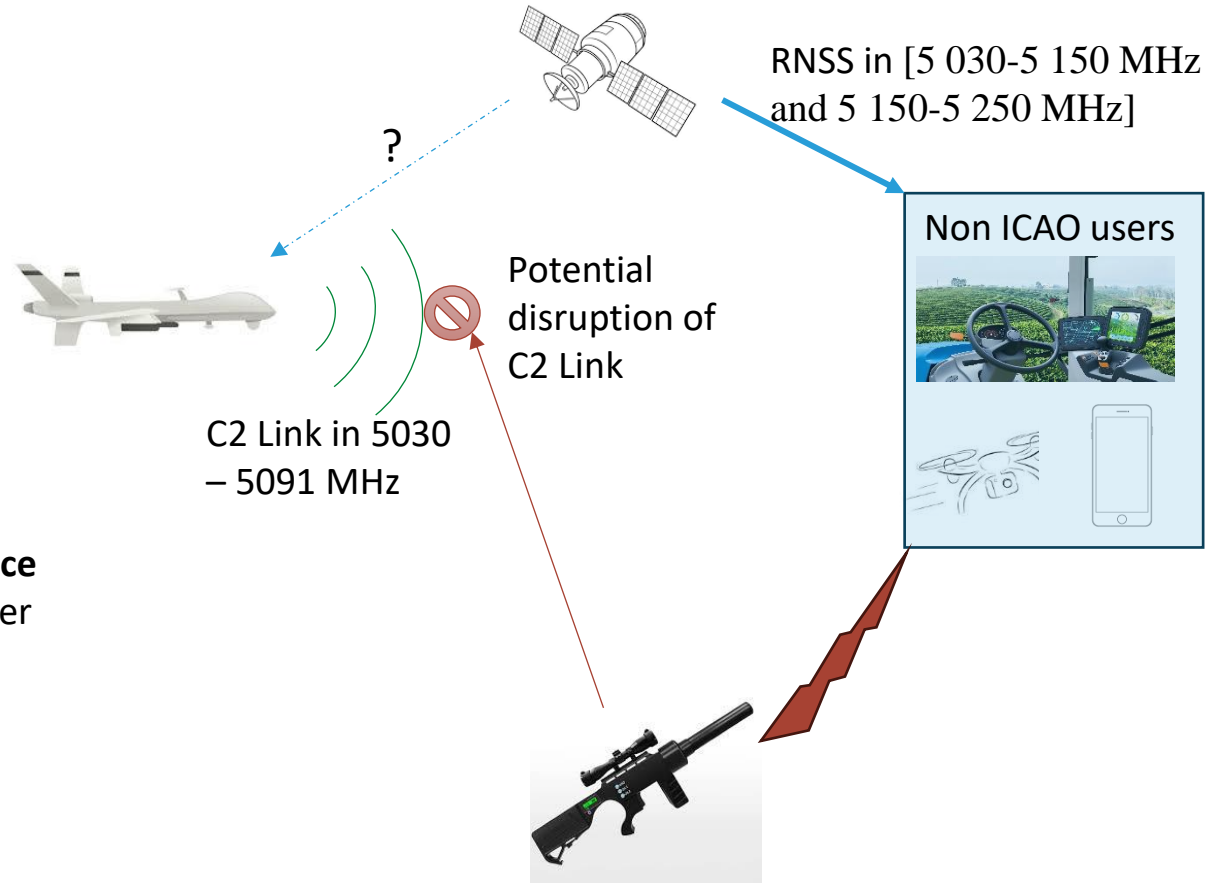 RNSS in [5 030-5 150 MHz
and 5 150-5 250 MHz]
?
Non ICAO users
Potential
disruption of
C2 Link
C2 Link in 5030
– 5091 MHz
ce
er